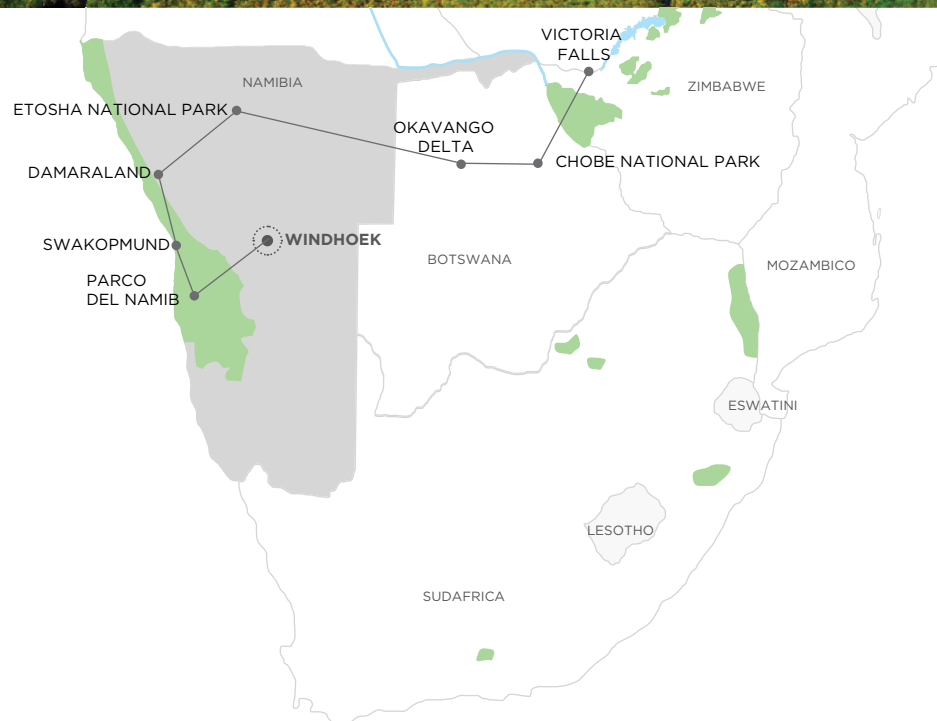 VICTORIA
FALLS
NAMIBIA
ZIMBABWE
ETOSHA NATIONAL PARK
OKAVANGO
DELTA
CHOBE NATIONAL PARK
DAMARALAND
SWAKOPMUND
WINDHOEK
BOTSWANA
MOZAMBICO
PARCO
DEL NAMIB
ESWATINI
LESOTHO
SUDAFRICA